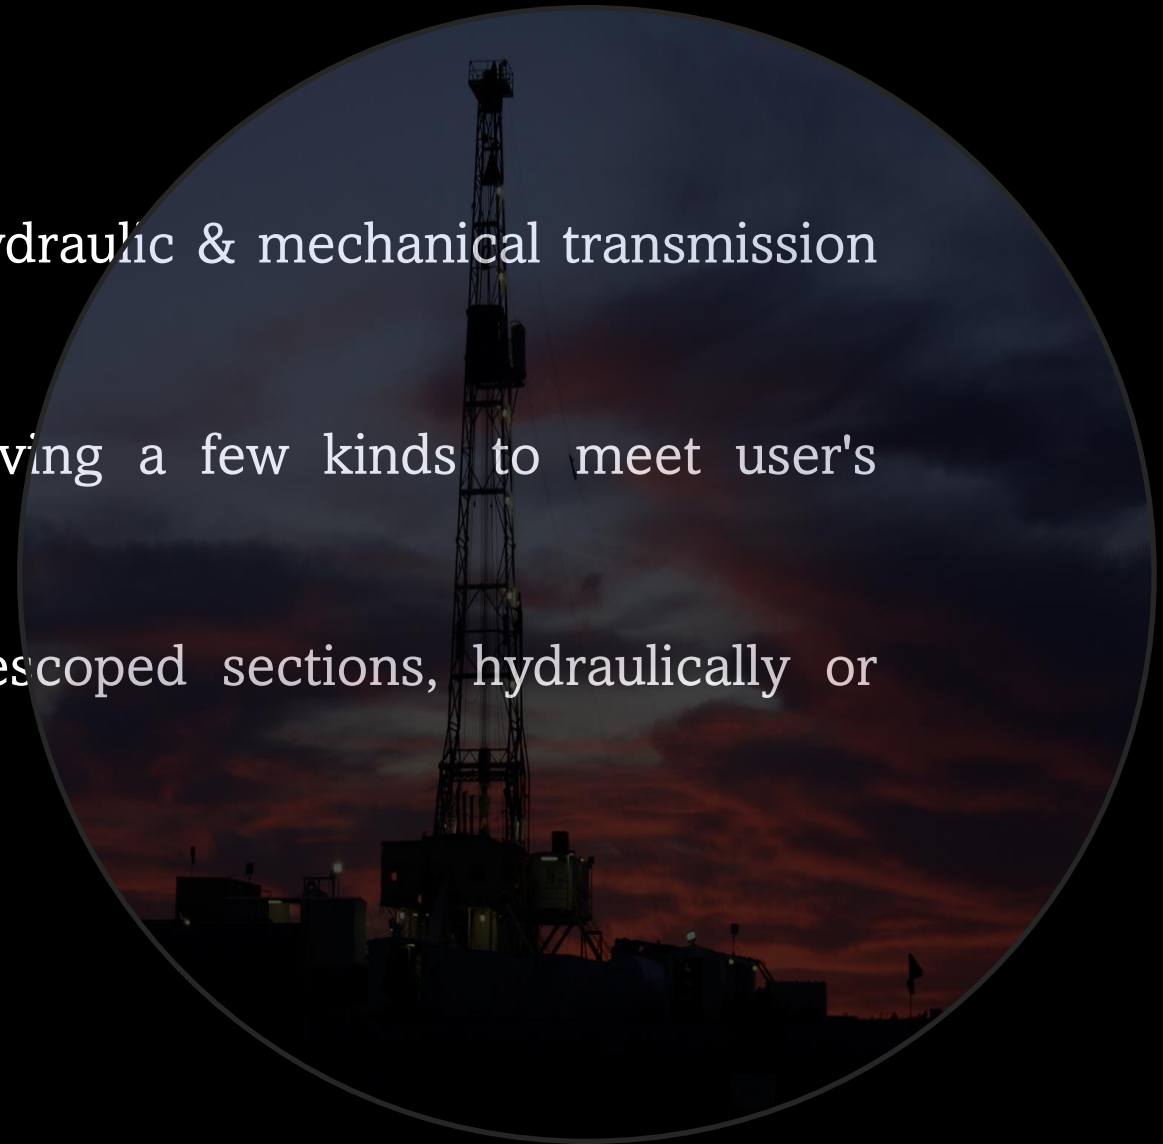 ydraulic & mechanical transmission
ving a few kinds to meet user's
escoped sections, hydraulically or